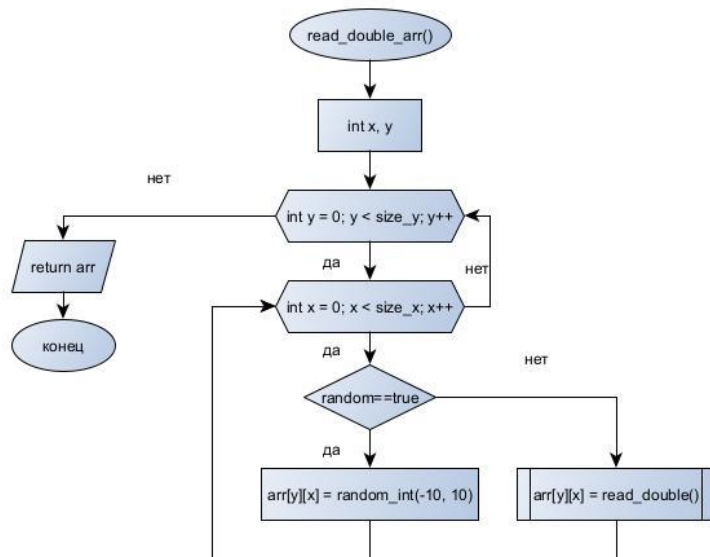 read_double_arr()
int x, y
нет
int y = 0; y < size_y; y++
return arr
да
нет
int x = 0; x < size_x; x++
конец
да
нет
random==true
да
arr[y][x] = random_int(-10, 10)
arr[y][x] = read_double()